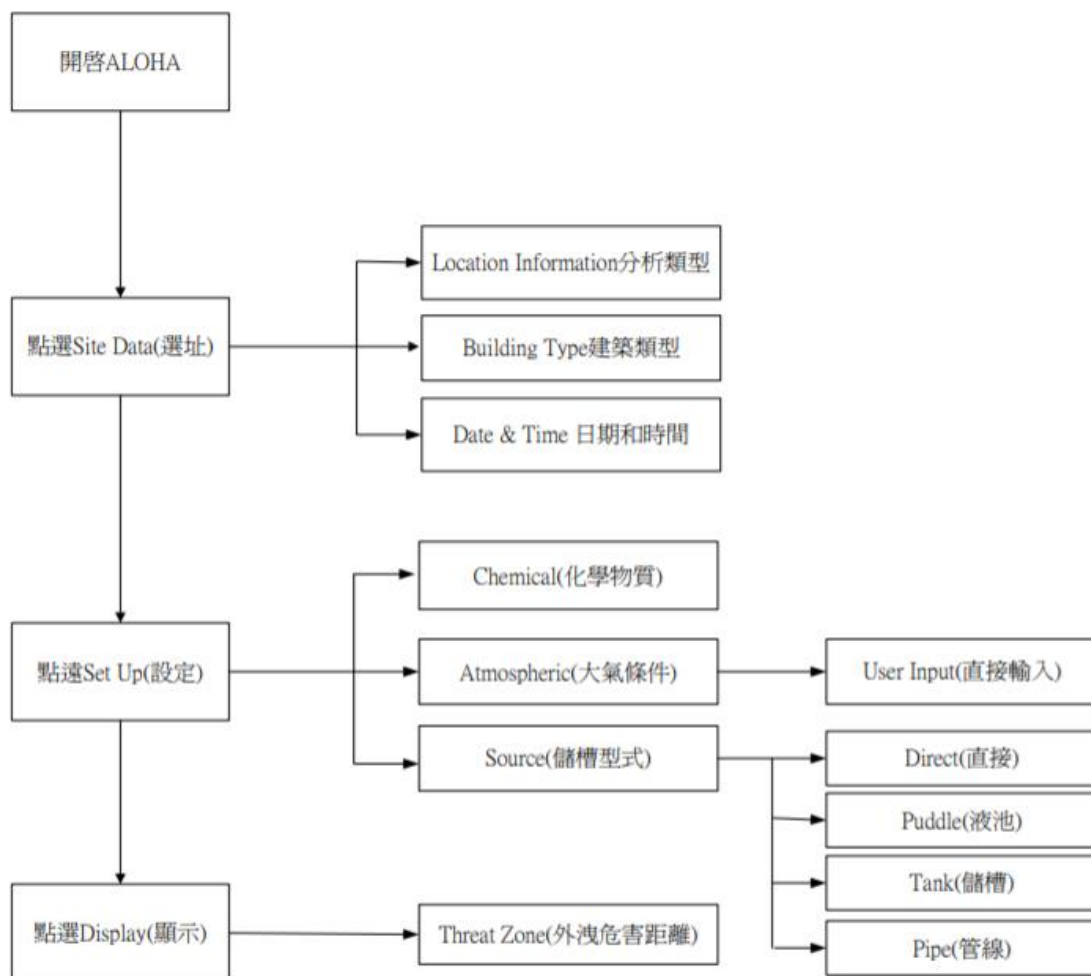 開啓ALOHA
Location Information分析類型
點選Site Data(選址)
Building Type建築類型
Date & Time 日期和時間
Chemical(化學物質)
點遠Set Up(設定)
Atmospheric(大氣條件)
User Input(直接輸入)
Source(儲槽型式)
Direct(直接)
Puddle(液池)
Tank(儲槽)
點選Display(顯示)
Threat Zone(外洩危害距離)
Pipe(管線)